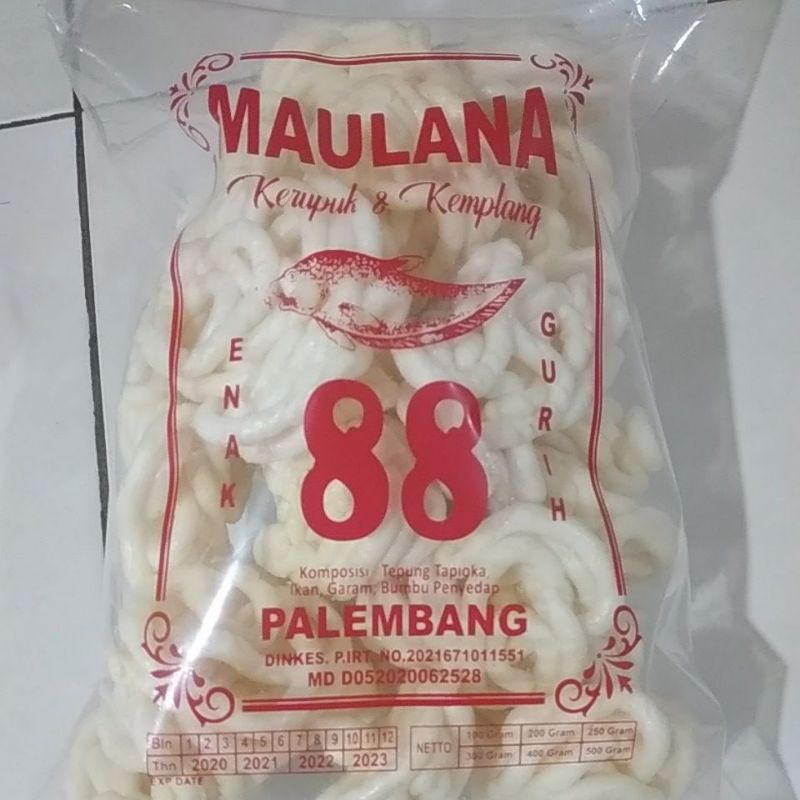 MAULANA
Kerupuk & Kemplang
ENAK
GURIH
88
Komposisi Tepung Tapioka,
Ikan, Garam, Bumbu Penyedap
PALEMBANG
DINKES. P.IRT. NO.2021671011551
MD D052020062528
Bln 1 2 3 4 5 6 7 8 9 10 11 12
Thn 2020 2021 2022 2023
EXP DATE
NETTO
100 Gram 200 Gram 250 Gram
300 Gram 400 Gram 500 Gram